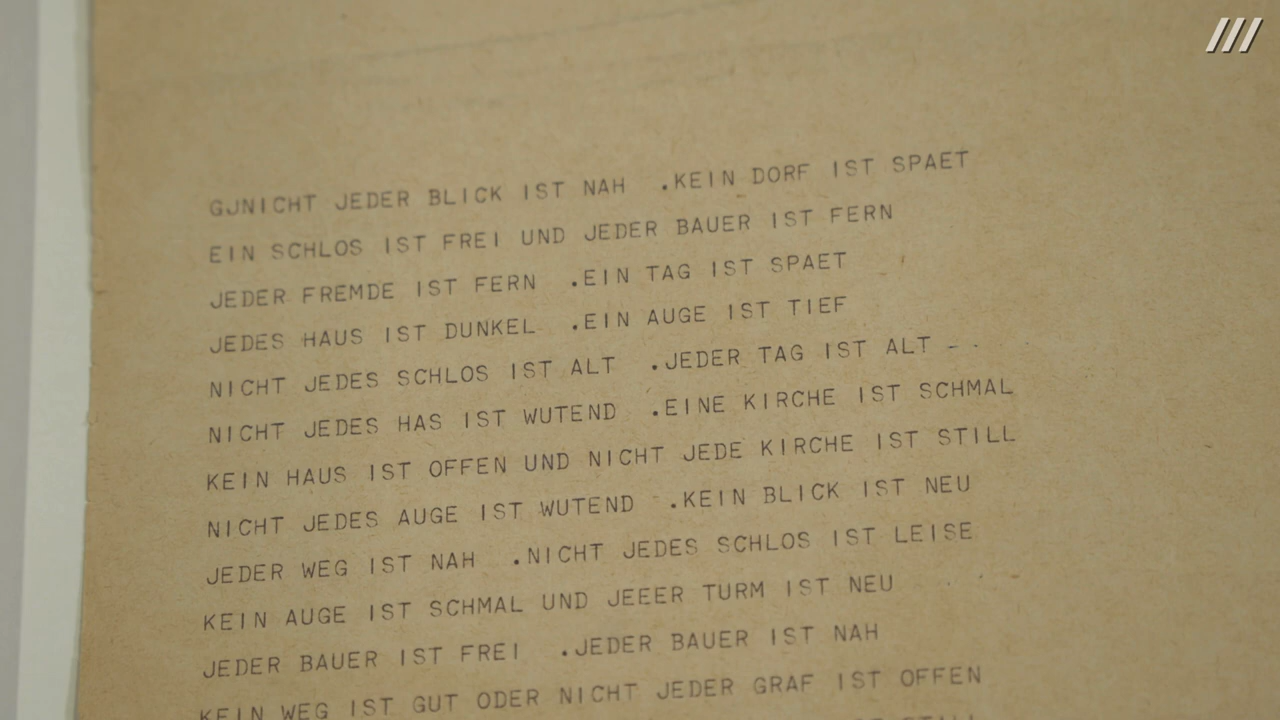 GJNICHT JEDER BLICK IST NAH .KEIN DORF IST SPAET
EIN SCHLOS IST FREI UND JEDER BAUER IST FERN
JEDER FREMDE IST FERN .EIN TAG IST SPAET
JEDES HAUS IST DUNKEL .EIN AUGE IST TIEF
NICHT JEDES SCHLOS IST ALT .JEDER TAG IST ALT
NICHT JEDES HAS IST WUTEND .EINE KIRCHE IST SCHMAL
KEIN HAUS IST OFFEN UND NICHT JEDE KIRCHE IST STILL
NICHT JEDES AUGE IST WUTEND .KEIN BLICK IST NEU
JEDER WEG IST NAH .NICHT JEDES SCHLOS IST LEISE
KEIN AUGE IST SCHMAL UND JEEER TURM IST NEU
JEDER BAUER IST FREI .JEDER BAUER IST NAH
KEIN WEG IST GUT ODER NICHT JEDER GRAF IST OFFEN